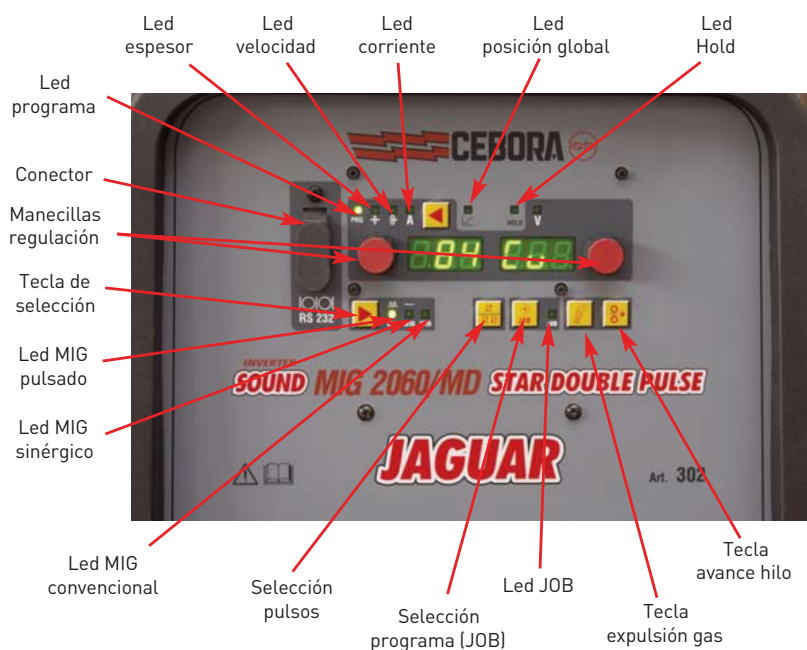 Led
espesor
Led
velocidad
Led
corriente
Led
posición global
Led
Hold
Led
programa
Conector
Manecillas
regulación
Tecla de
selección
Led MIG
pulsado
Led MIG
sinérgico
Led MIG
convencional
Selección
pulsos
Selección
programa (JOB)
Led JOB
Tecla
expulsión gas
Tecla
avance hilo
CEBORA
PRG
A
HOLD
V
04 Cu
RS 232
INVERTER
SOUND MIG 2060/MD STAR DOUBLE PULSE
JAGUAR
Art. 302